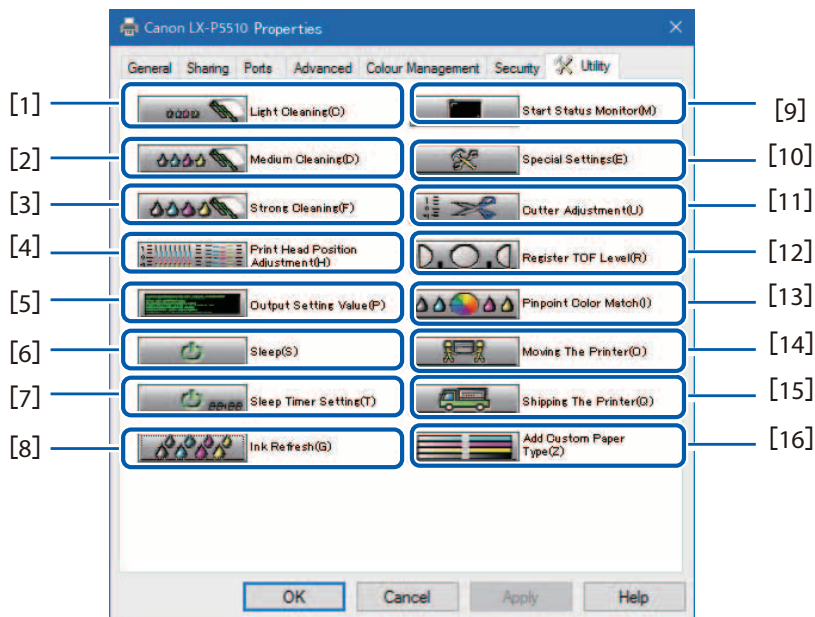 Canon LX-P5510 Properties
General Sharing Ports Advanced Colour Management Security Utility
[1] Light Cleaning(C)
[2] Medium Cleaning(D)
[3] Strong Cleaning(F)
[4] Print Head Position
Adjustment(H)
[5] Output Setting Value(P)
[6] Sleep(S)
[7] Sleep Timer Setting(T)
[8] Ink Refresh(G)
Start Status Monitor(M) [9]
Special Settings(E) [10]
Cutter Adjustment(U) [11]
Register TOF Level(R) [12]
Pinpoint Color Match(I) [13]
Moving The Printer(O) [14]
Shipping The Printer(Q) [15]
Add Custom Paper
Type(Z) [16]
OK Cancel Apply Help